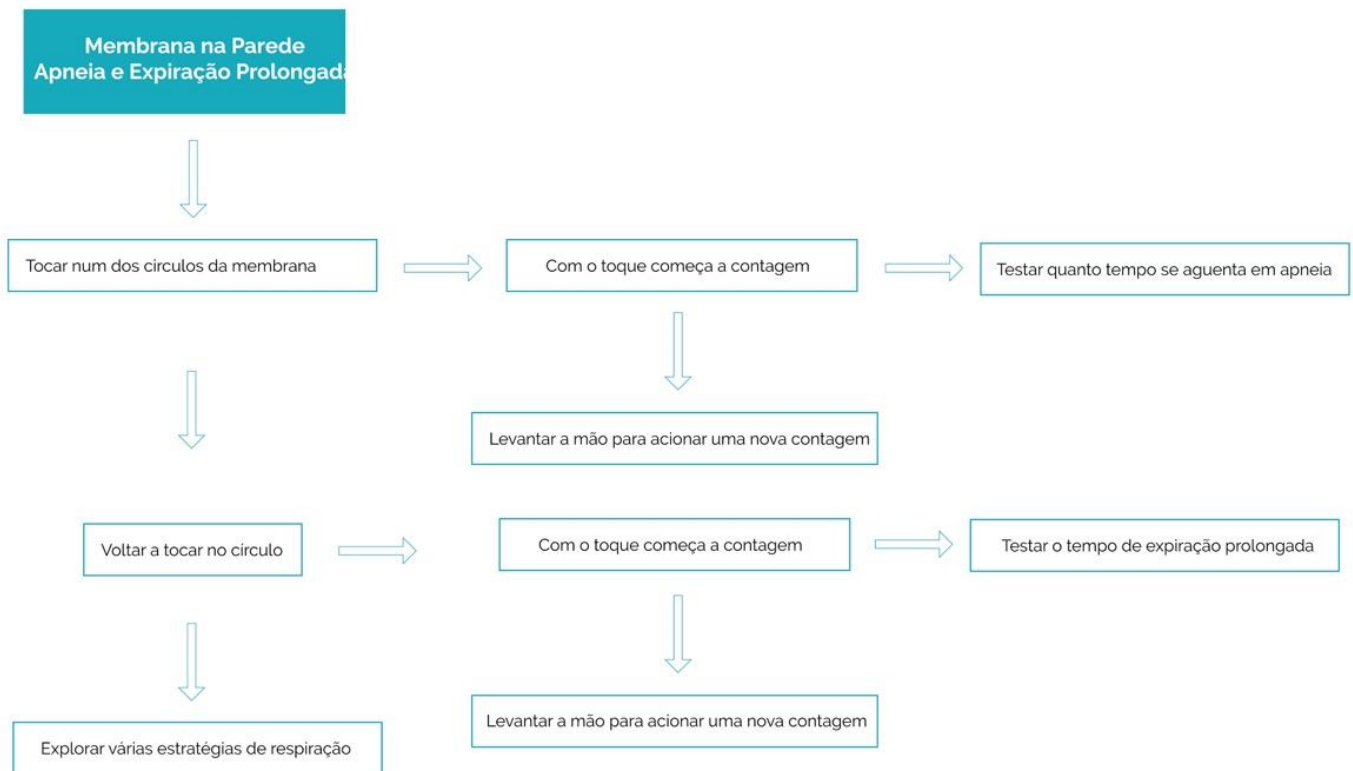 Membrana na Parede
Apneia e Expiração Prolongada
Tocar num dos circulos da membrana
Com o toque começa a contagem
Testar quanto tempo se aguenta em apneia
Levantar a mão para acionar uma nova contagem
Voltar a tocar no circulo
Com o toque começa a contagem
Testar o tempo de expiração prolongada
Levantar a mão para acionar uma nova contagem
Explorar várias estratégias de respiração